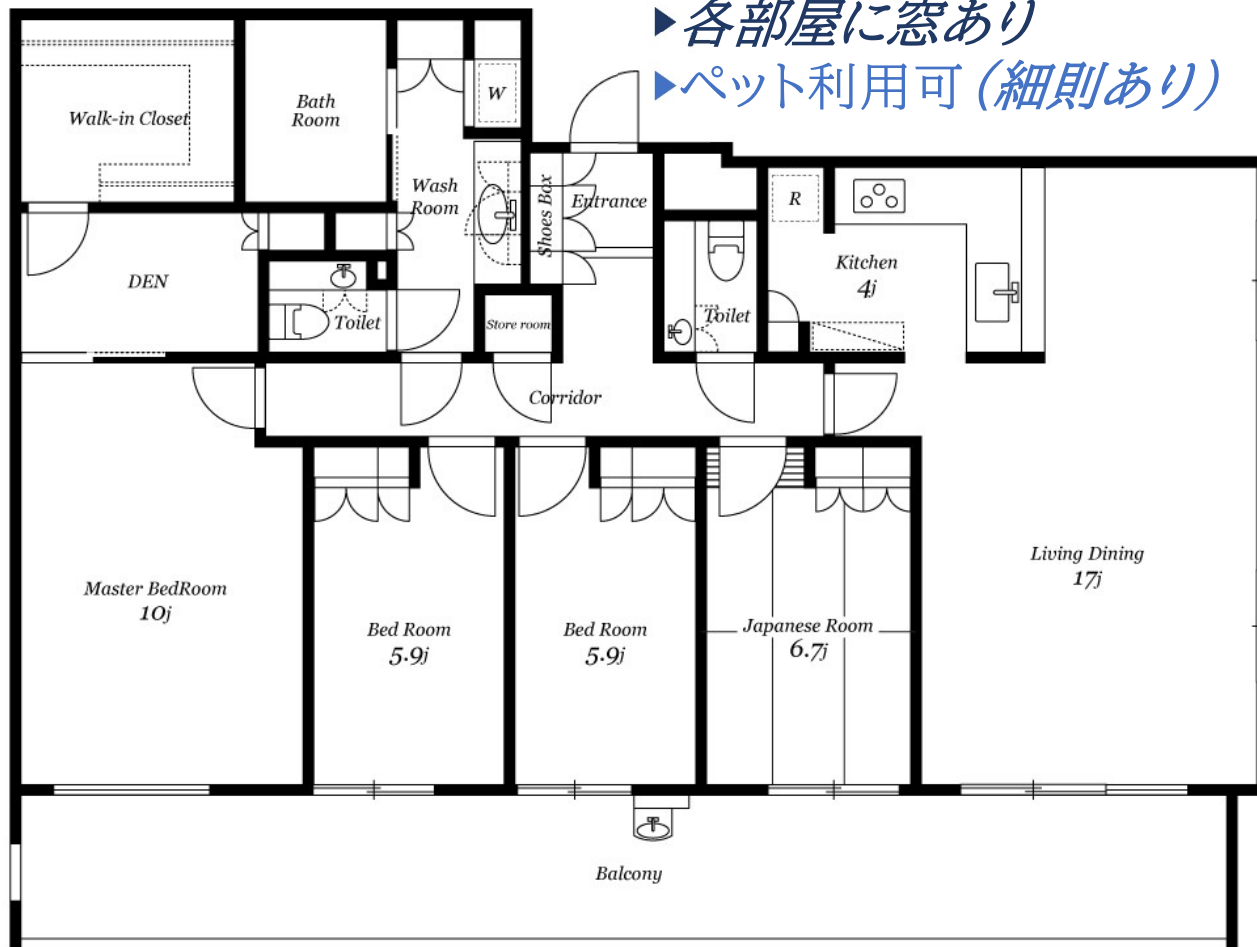 ▶各部屋に窓あり
▶ペット利用可(細則あり)
Walk-in Closet
Bath
Room
W
Wash
Room
Shoes Box
Entrance
R
Kitchen
4j
DEN
Toilet
Store room
Toilet
Corridor
Master BedRoom
10j
Bed Room
5.9j
Bed Room
5.9j
Japanese Room
6.7j
Living Dining
17j
Balcony